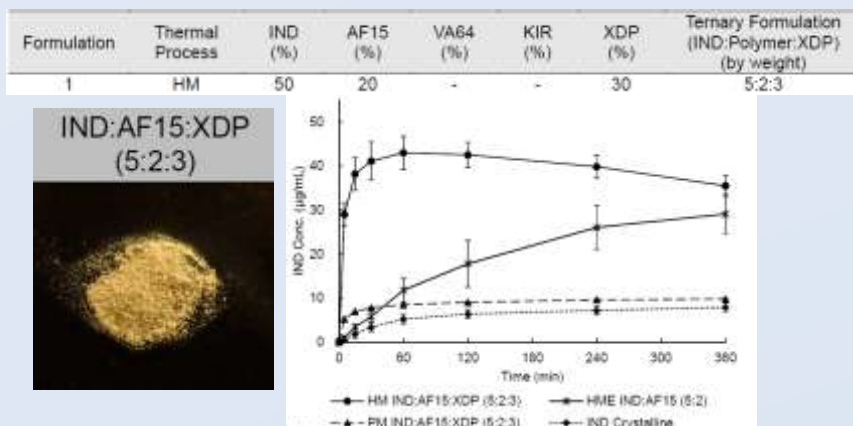 Formulation Thermal Process IND (%) AF15 (%) VA64 (%) KIR (%) XDP (%) Ternary Formulation (IND:Polymer:XDP) (by weight)
1 HM 50 20 - - 30 5:2:3
IND:AF15:XDP
(5:2:3)
IND Conc. (µg/mL)
50
40
30
20
10
0
0 60 120 180 240 300 360
Time (min)
HM IND:AF15:XDP (5:2:3) HME IND:AF15 (5:2)
PM IND:AF15:XDP (5:2:3) IND Crystalline